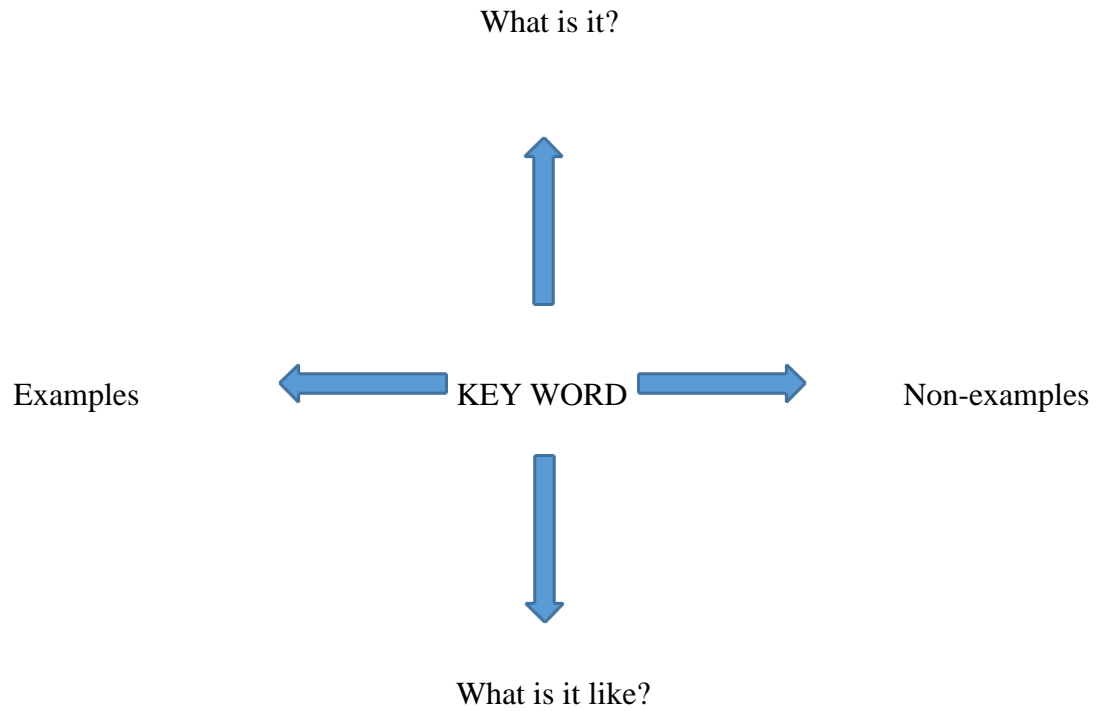 What is it?
Examples
KEY WORD
Non-examples
What is it like?